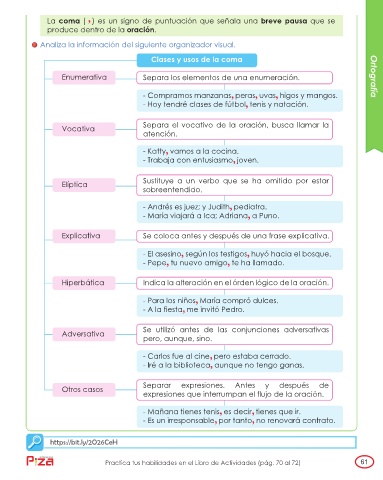 La coma ( , ) es un signo de puntuación que señala una breve pausa que se
produce dentro de la oración.
Analiza la información del siguiente organizador visual.
Ortografía
Clases y usos de la coma
Enumerativa
Separa los elementos de una enumeración.
- Compramos manzanas, peras, uvas, higos y mangos.
- Hoy tendré clases de fútbol, tenis y natación.
Vocativa
Separa el vocativo de la oración, busca llamar la
atención.
- Katty, vamos a la cocina.
- Trabaja con entusiasmo, joven.
Elíptica
Sustituye a un verbo que se ha omitido por estar
sobreentendido.
- Andrés es juez; y Judith, pediatra.
- María viajará a Ica; Adriana, a Puno.
Explicativa
Se coloca antes y después de una frase explicativa.
- El asesino, según los testigos, huyó hacia el bosque.
- Pepe, tu nuevo amigo, te ha llamado.
Hiperbática
Indica la alteración en el órden lógico de la oración.
- Para los niños, María compró dulces.
- A la fiesta, me invitó Pedro.
Adversativa
Se utilizó antes de las conjunciones adversativas
pero, aunque, sino.
- Carlos fue al cine, pero estaba cerrado.
- Iré a la biblioteca, aunque no tengo ganas.
Otros casos
Separar expresiones. Antes y después de
expresiones que interrumpan el flujo de la oración.
- Mañana tienes tenis, es decir, tienes que ir.
- Es un irresponsable, por tanto, no renovará contrato.
https://bit.ly/2O26CeH
Piza
Practica tus habilidades en el Libro de Actividades (pág. 70 al 72)
61